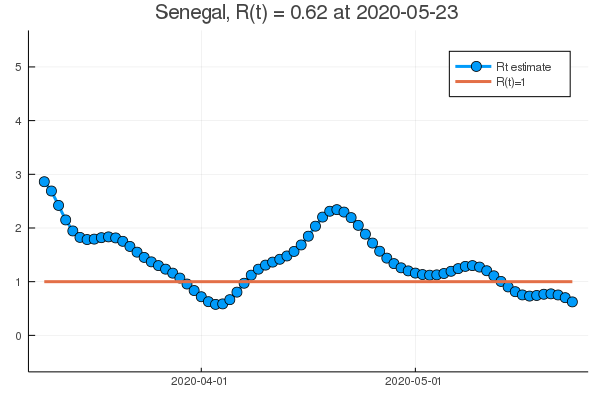 Senegal, R(t) = 0.62 at 2020-05-23
5
4
3
2
1
0
Rt estimate
R(t)=1
2020-04-01
2020-05-01